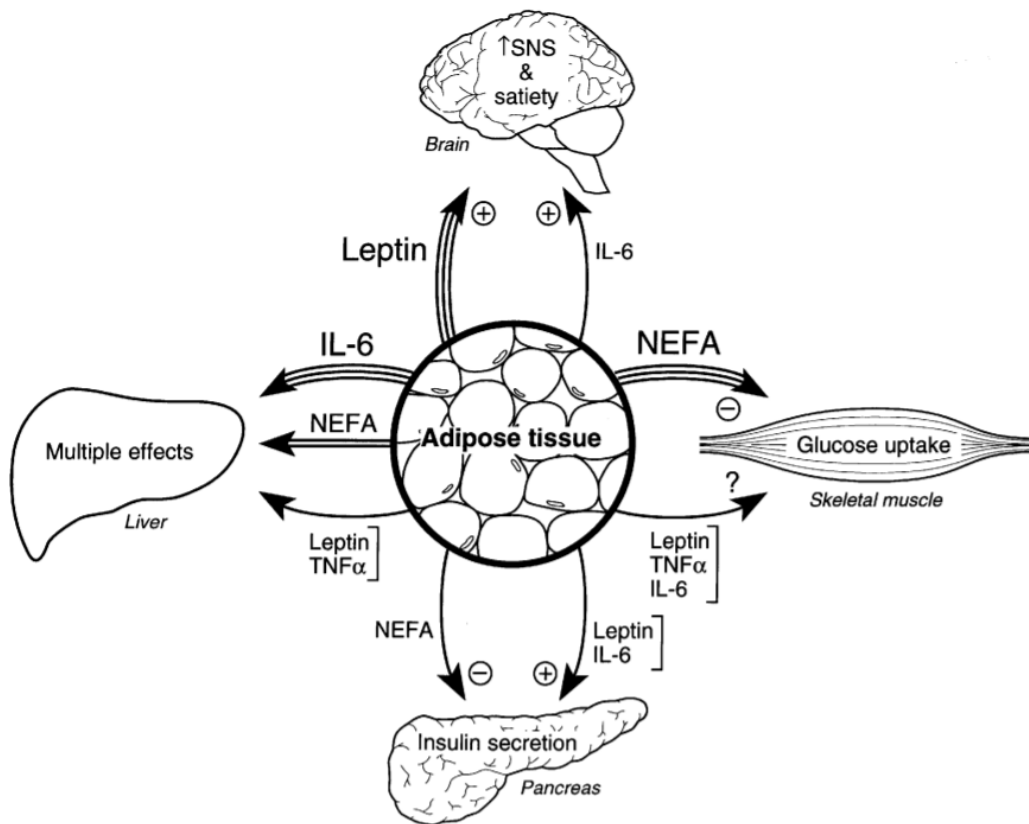 ↑SNS
&
satiety
Brain
⊕ ⊕
Leptin
IL-6
IL-6
NEFA
NEFA
⊖
Adipose tissue
Multiple effects
Glucose uptake
Liver
?
Skeletal muscle
Leptin
TNFα
Leptin
TNFα
IL-6
NEFA
Leptin
IL-6
⊖ ⊕
Insulin secretion
Pancreas